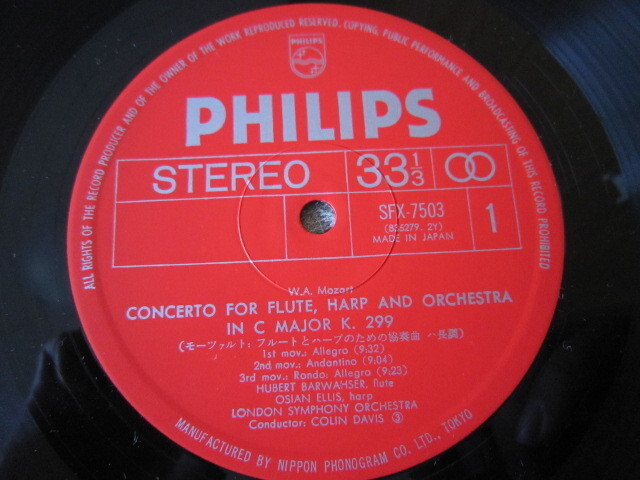 ALL RIGHTS OF THE RECORD PRODUCER AND OF THE OWNER OF THE WORK REPRODUCED RESERVED, COPYING, PUBLIC PERFORMANCE AND BROADCASTING OF THIS RECORD PROHIBITED
PHILIPS
PHILIPS
STEREO
33 1/3
SFX-7503
(836279. 2Y)
MADE IN JAPAN
1
W.A. Mozart
CONCERTO FOR FLUTE, HARP AND ORCHESTRA
IN C MAJOR K. 299
(モーツァルト: フルートとハープのための協奏曲 ハ長調)
1st mov.: Allegro (9:32)
2nd mov.: Andantino (9:04)
3rd mov.: Rondo: Allegro (9:23)
HUBERT BARWAHSER, flute
OSIAN ELLIS, harp
LONDON SYMPHONY ORCHESTRA
Conductor: COLIN DAVIS ③
MANUFACTURED BY NIPPON PHONOGRAM CO. LTD., TOKYO